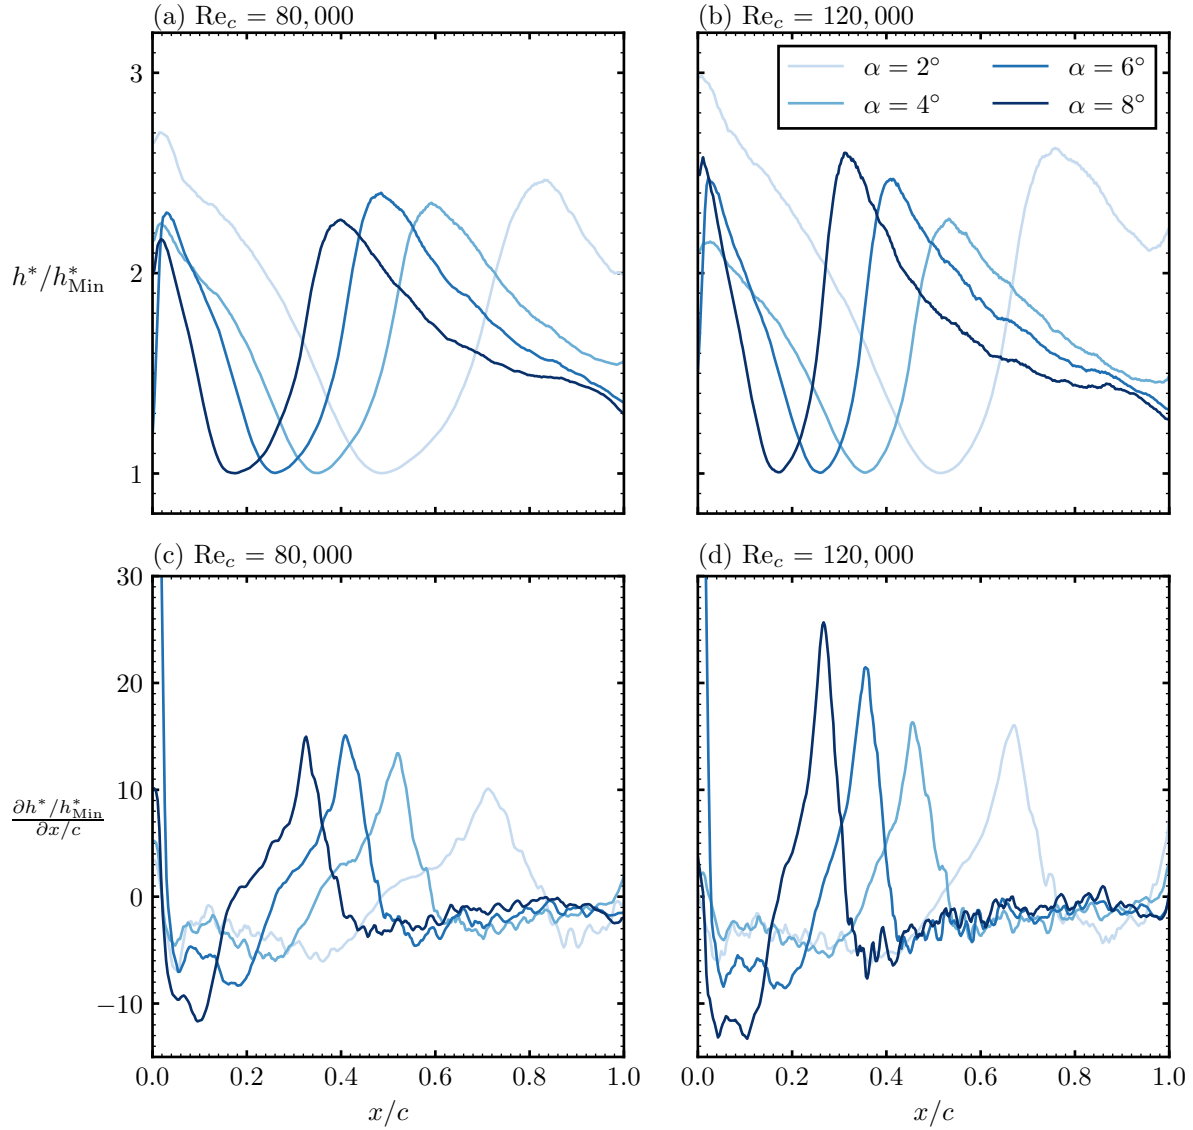 (a) Re_c = 80,000
(b) Re_c = 120,000
α = 2°
α = 6°
α = 4°
α = 8°
3
2
1
h*/h*_Min
(c) Re_c = 80,000
(d) Re_c = 120,000
30
20
10
0
−10
∂h*/h*_Min
∂x/c
0.0 0.2 0.4 0.6 0.8 1.0
0.0 0.2 0.4 0.6 0.8 1.0
x/c
x/c